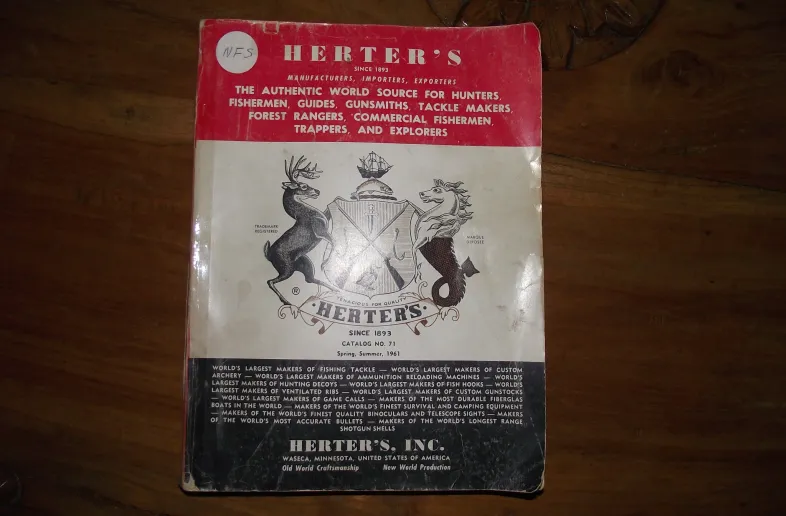 NFS
HERTER'S
SINCE 1893
MANUFACTURERS, IMPORTERS, EXPORTERS
THE AUTHENTIC WORLD SOURCE FOR HUNTERS,
FISHERMEN, GUIDES, GUNSMITHS, TACKLE MAKERS,
FOREST RANGERS, COMMERCIAL FISHERMEN,
TRAPPERS, AND EXPLORERS
TRADEMARK
REGISTERED
MARQUE
DEPOSEE
®
TENACIOUS FOR QUALITY
HERTER'S
SINCE 1893
CATALOG NO. 71
Spring, Summer, 1961
WORLD'S LARGEST MAKERS OF FISHING TACKLE — WORLD'S LARGEST MAKERS OF CUSTOM
ARCHERY — WORLD'S LARGEST MAKERS OF AMMUNITION RELOADING MACHINES — WORLD'S
LARGEST MAKERS OF HUNTING DECOYS — WORLD'S LARGEST MAKERS OF FISH HOOKS — WORLD'S
LARGEST MAKERS OF VENTILATED RIBS — WORLD'S LARGEST MAKERS OF CUSTOM GUNSTOCKS
— WORLD'S LARGEST MAKERS OF GAME CALLS — MAKERS OF THE MOST DURABLE FIBERGLAS
BOATS IN THE WORLD — MAKERS OF THE WORLD'S FINEST SURVIVAL AND CAMPING EQUIPMENT
— MAKERS OF THE WORLD'S FINEST QUALITY BINOCULARS AND TELESCOPE SIGHTS — MAKERS
OF THE WORLD'S MOST ACCURATE BULLETS — MAKERS OF THE WORLD'S LONGEST RANGE
SHOTGUN SHELLS
HERTER'S, INC.
WASECA, MINNESOTA, UNITED STATES OF AMERICA
Old World Craftsmanship New World Production